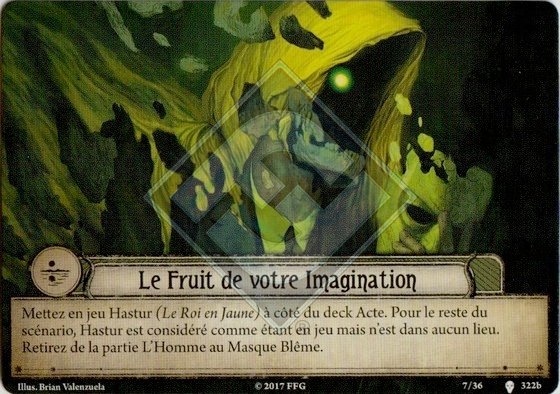 Le Fruit de votre Imagination
Mettez en jeu Hastur (Le Roi en Jaune) à côté du deck Acte. Pour le reste du
scénario, Hastur est considéré comme étant en jeu mais n'est dans aucun lieu.
Retirez de la partie L'Homme au Masque Blême.
Illus. Brian Valenzuela © 2017 FFG 7/36 322b